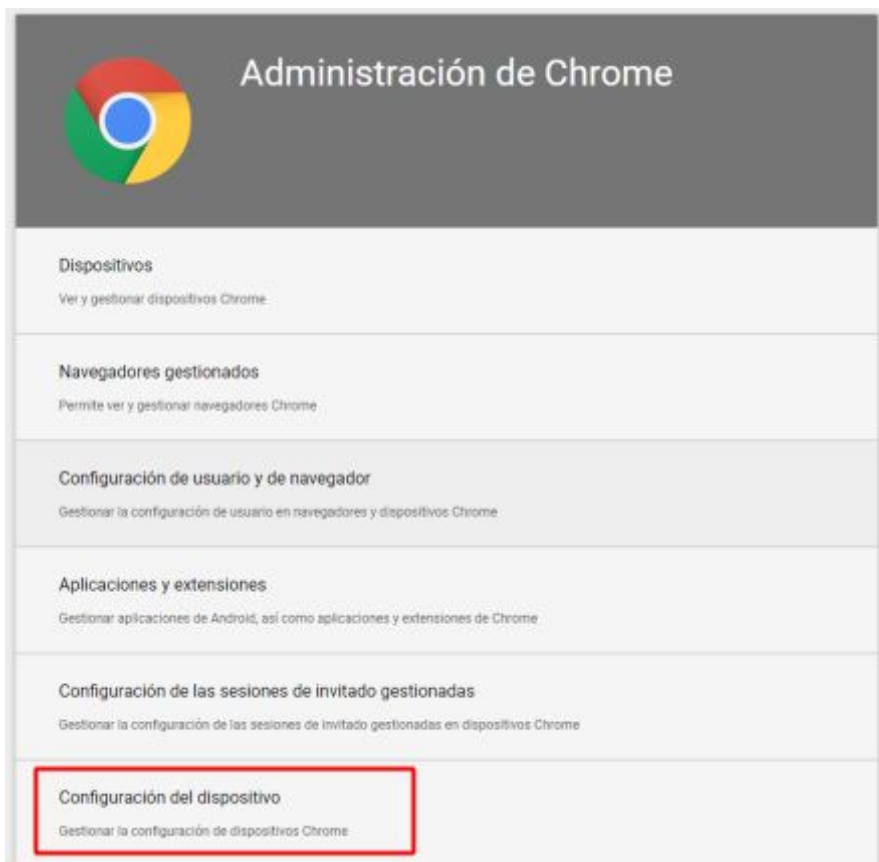 Administración de Chrome
Dispositivos
Ver y gestionar dispositivos Chrome
Navegadores gestionados
Permite ver y gestionar navegadores Chrome
Configuración de usuario y de navegador
Gestionar la configuración de usuario en navegadores y dispositivos Chrome
Aplicaciones y extensiones
Gestionar aplicaciones de Android, así como aplicaciones y extensiones de Chrome
Configuración de las sesiones de invitado gestionadas
Gestionar la configuración de las sesiones de invitado gestionadas en dispositivos Chrome
Configuración del dispositivo
Gestionar la configuración de dispositivos Chrome